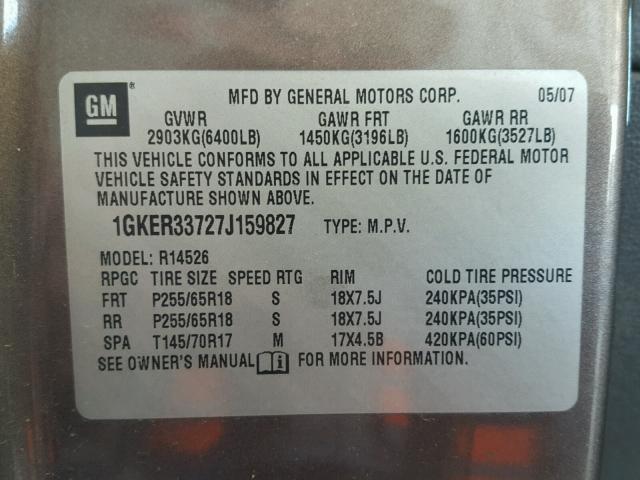 GM® MFD BY GENERAL MOTORS CORP. 05/07
GVWR GAWR FRT GAWR RR
2903KG(6400LB) 1450KG(3196LB) 1600KG(3527LB)
THIS VEHICLE CONFORMS TO ALL APPLICABLE U.S. FEDERAL MOTOR
VEHICLE SAFETY STANDARDS IN EFFECT ON THE DATE OF
MANUFACTURE SHOWN ABOVE.
1GKER33727J159827 TYPE: M.P.V.
MODEL: R14526
RPGC TIRE SIZE SPEED RTG RIM COLD TIRE PRESSURE
FRT P255/65R18 S 18X7.5J 240KPA(35PSI)
RR P255/65R18 S 18X7.5J 240KPA(35PSI)
SPA T145/70R17 M 17X4.5B 420KPA(60PSI)
SEE OWNER'S MANUAL FOR MORE INFORMATION.